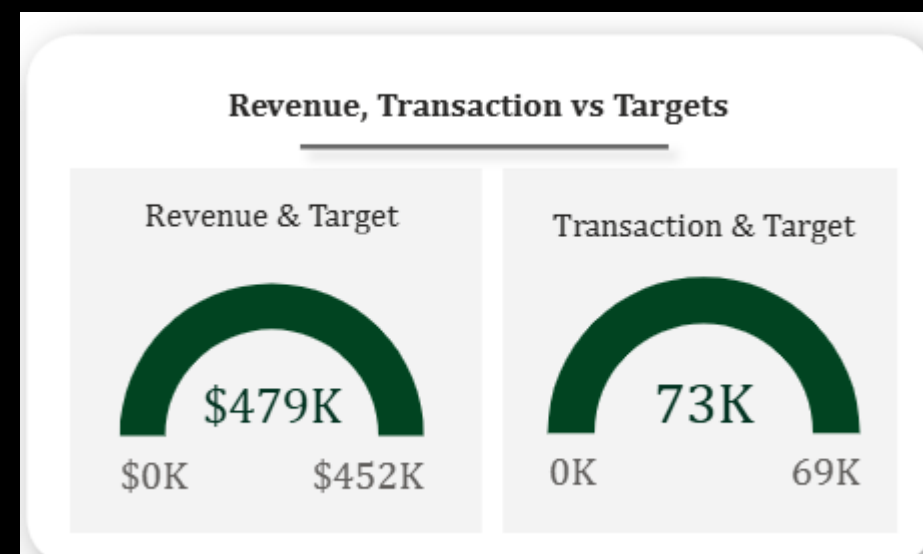 Revenue, Transaction vs Targets
Revenue & Target
$479K
$0K
$452K
Transaction & Target
73K
0K
69K